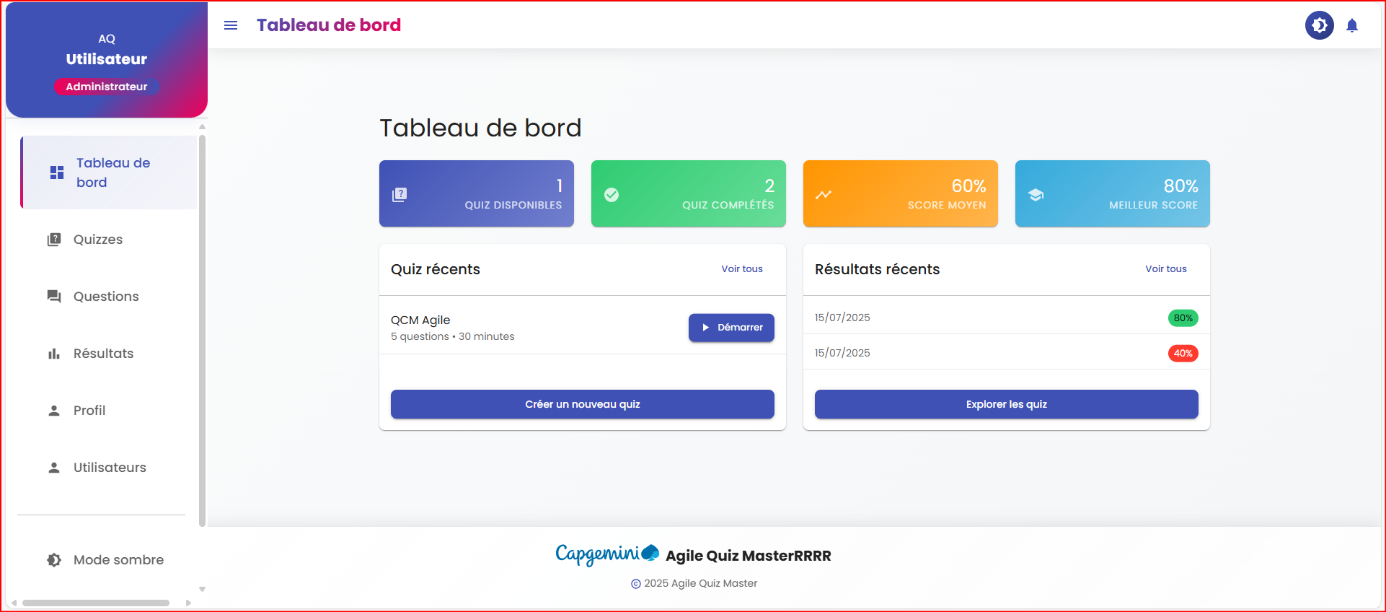 AQ
Utilisateur
Administrateur
Tableau de
bord
Quizzes
Questions
Résultats
Profil
Utilisateurs
Mode sombre
Tableau de bord
Tableau de bord
1
QUIZ DISPONIBLES
2
QUIZ COMPLÉTÉS
60%
SCORE MOYEN
80%
MEILLEUR SCORE
Quiz récents
Voir tous
QCM Agile
5 questions • 30 minutes
Démarrer
Créer un nouveau quiz
Résultats récents
Voir tous
15/07/2025
80%
15/07/2025
40%
Explorer les quiz
Capgemini Agile Quiz MasterRRRR
© 2025 Agile Quiz Master